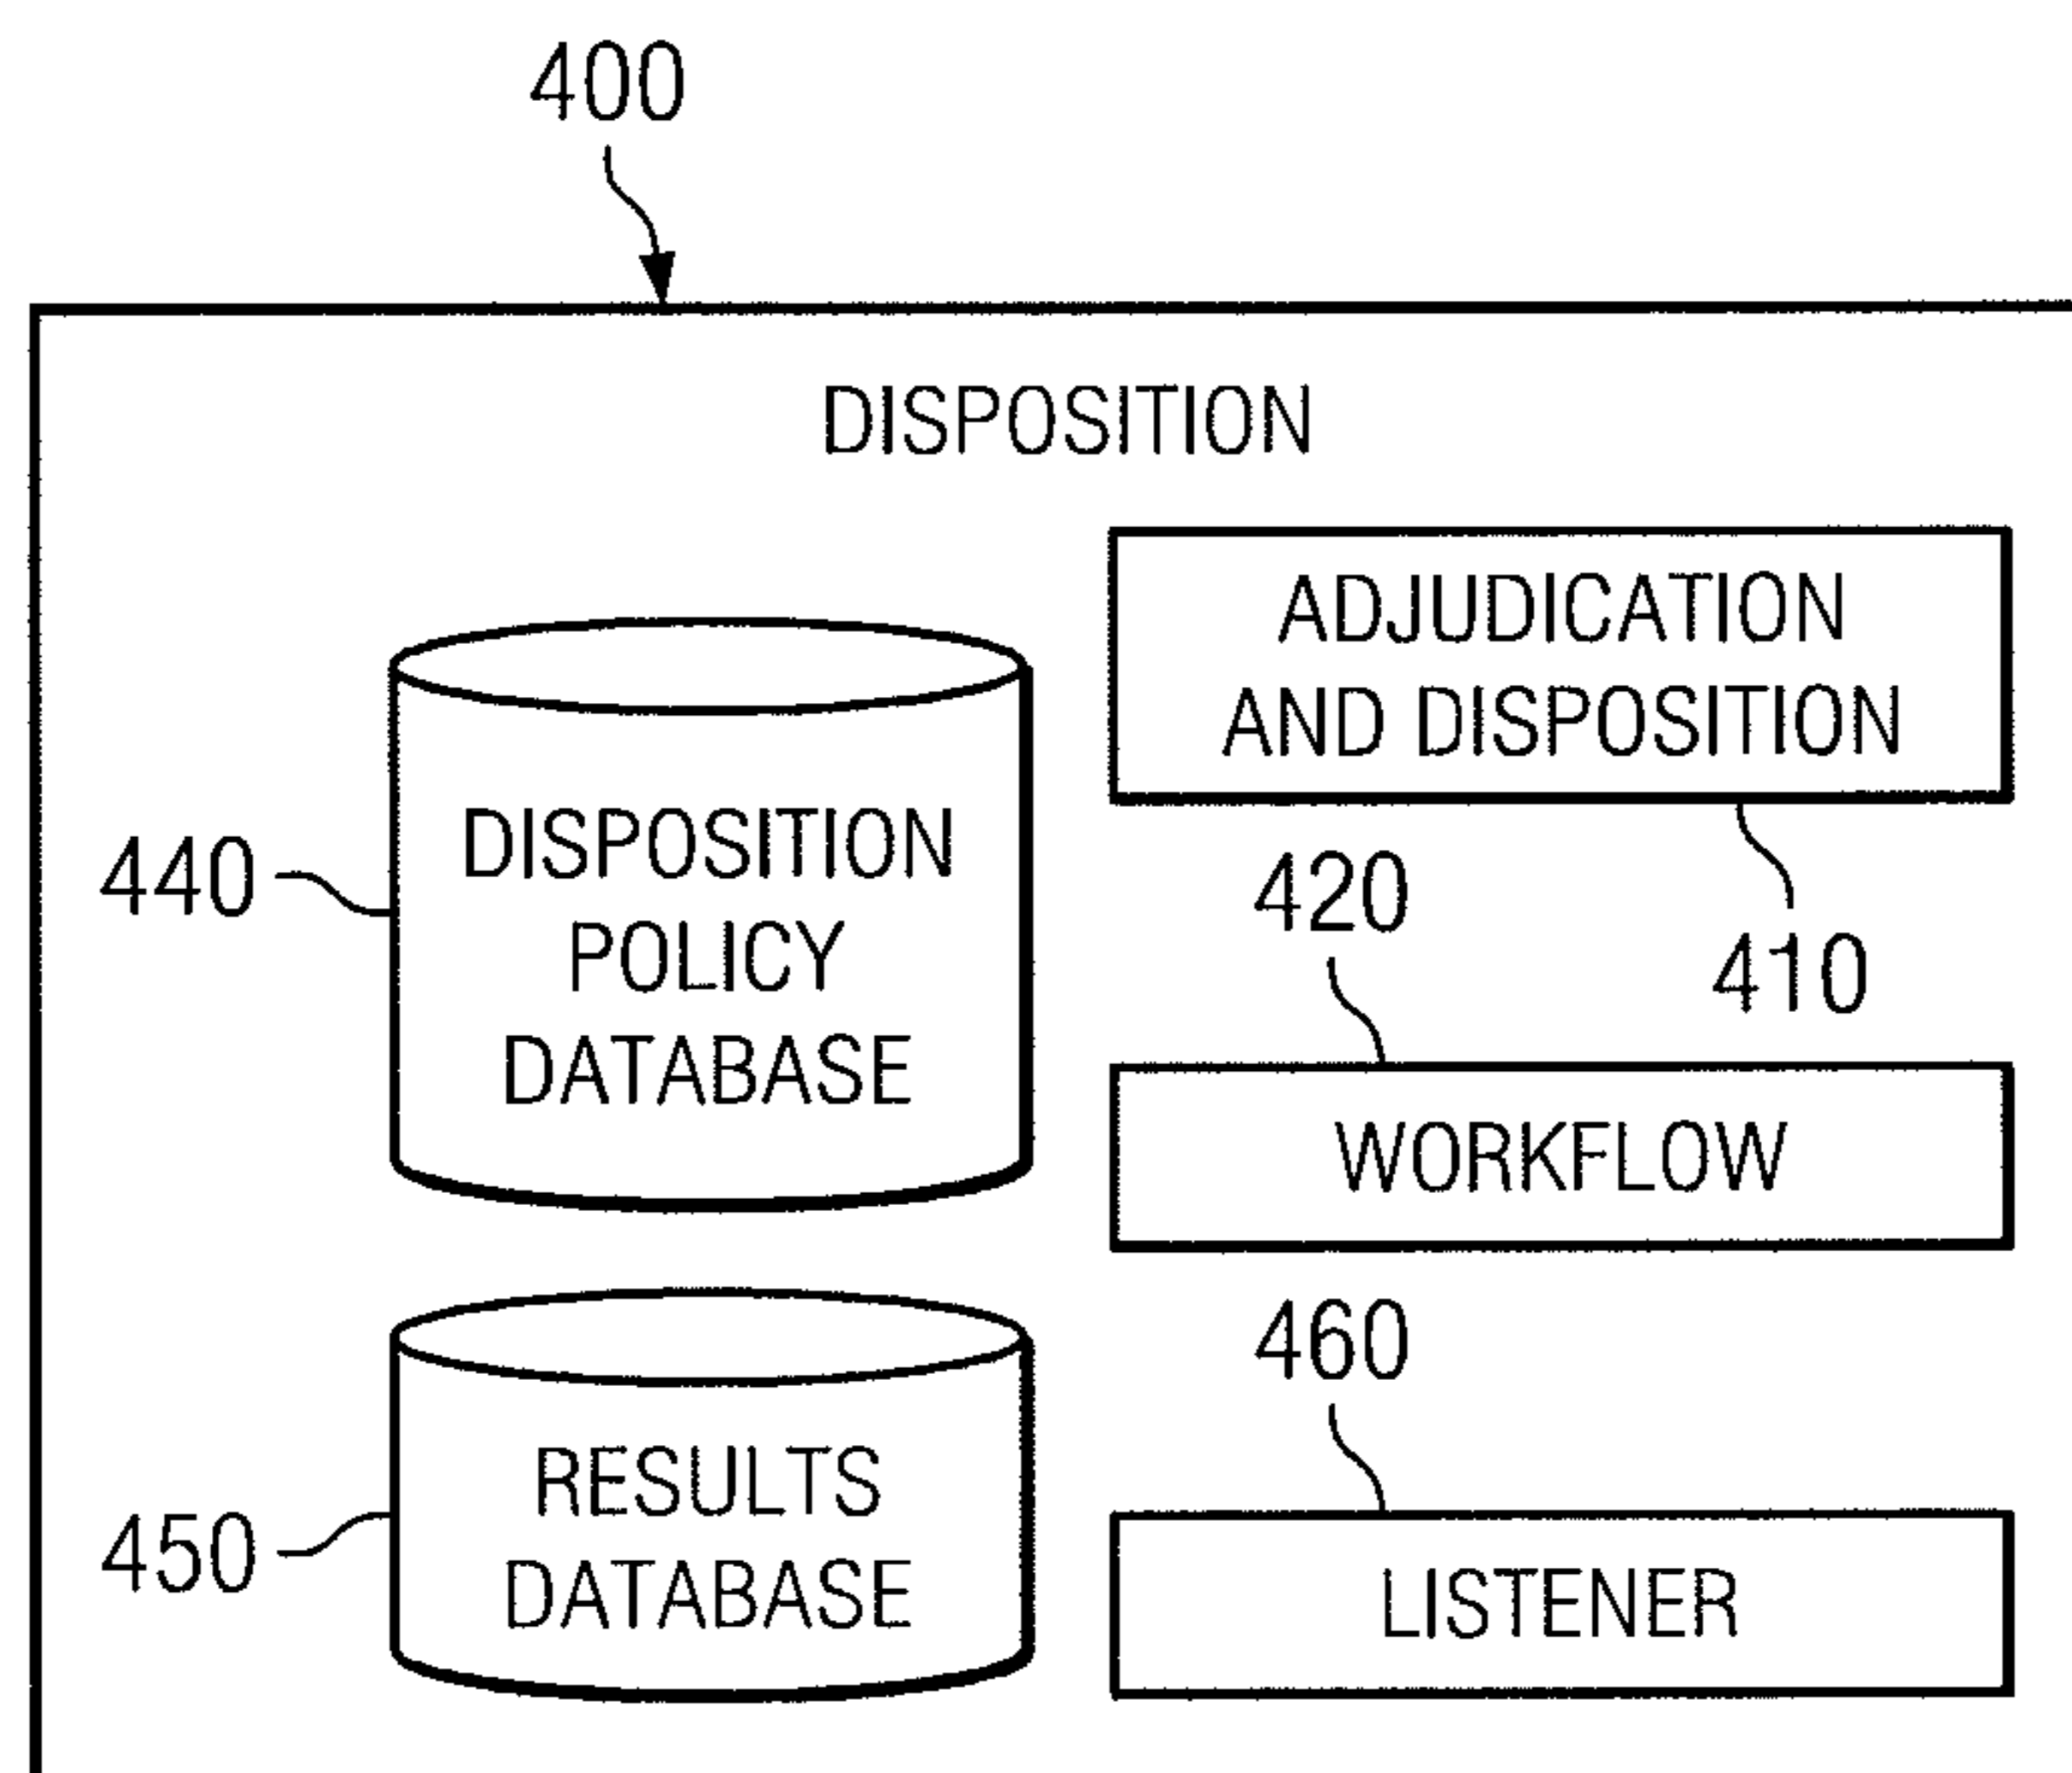 400
DISPOSITION
ADJUDICATION
AND DISPOSITION
410
440
DISPOSITION
POLICY
DATABASE
420
WORKFLOW
450
RESULTS
DATABASE
460
LISTENER